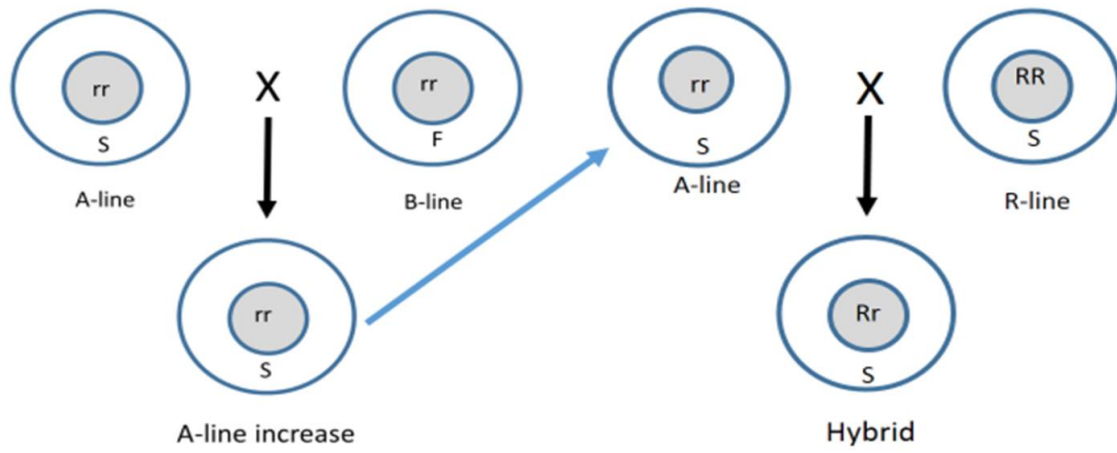 rr
S
A-line
X
rr
F
B-line
rr
S
A-line increase
rr
S
A-line
X
RR
S
R-line
Rr
S
Hybrid